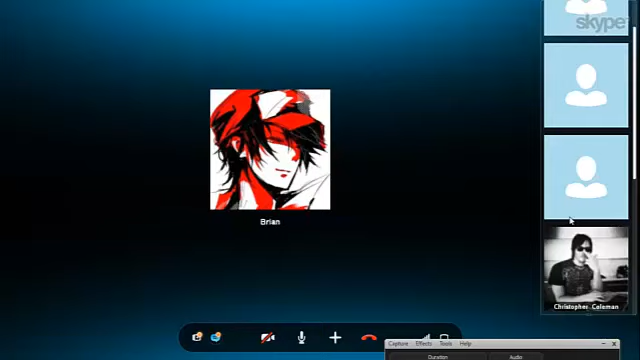 skype
Brian
Christopher Coleman
Capture Effects Tools Help
Duration Audio